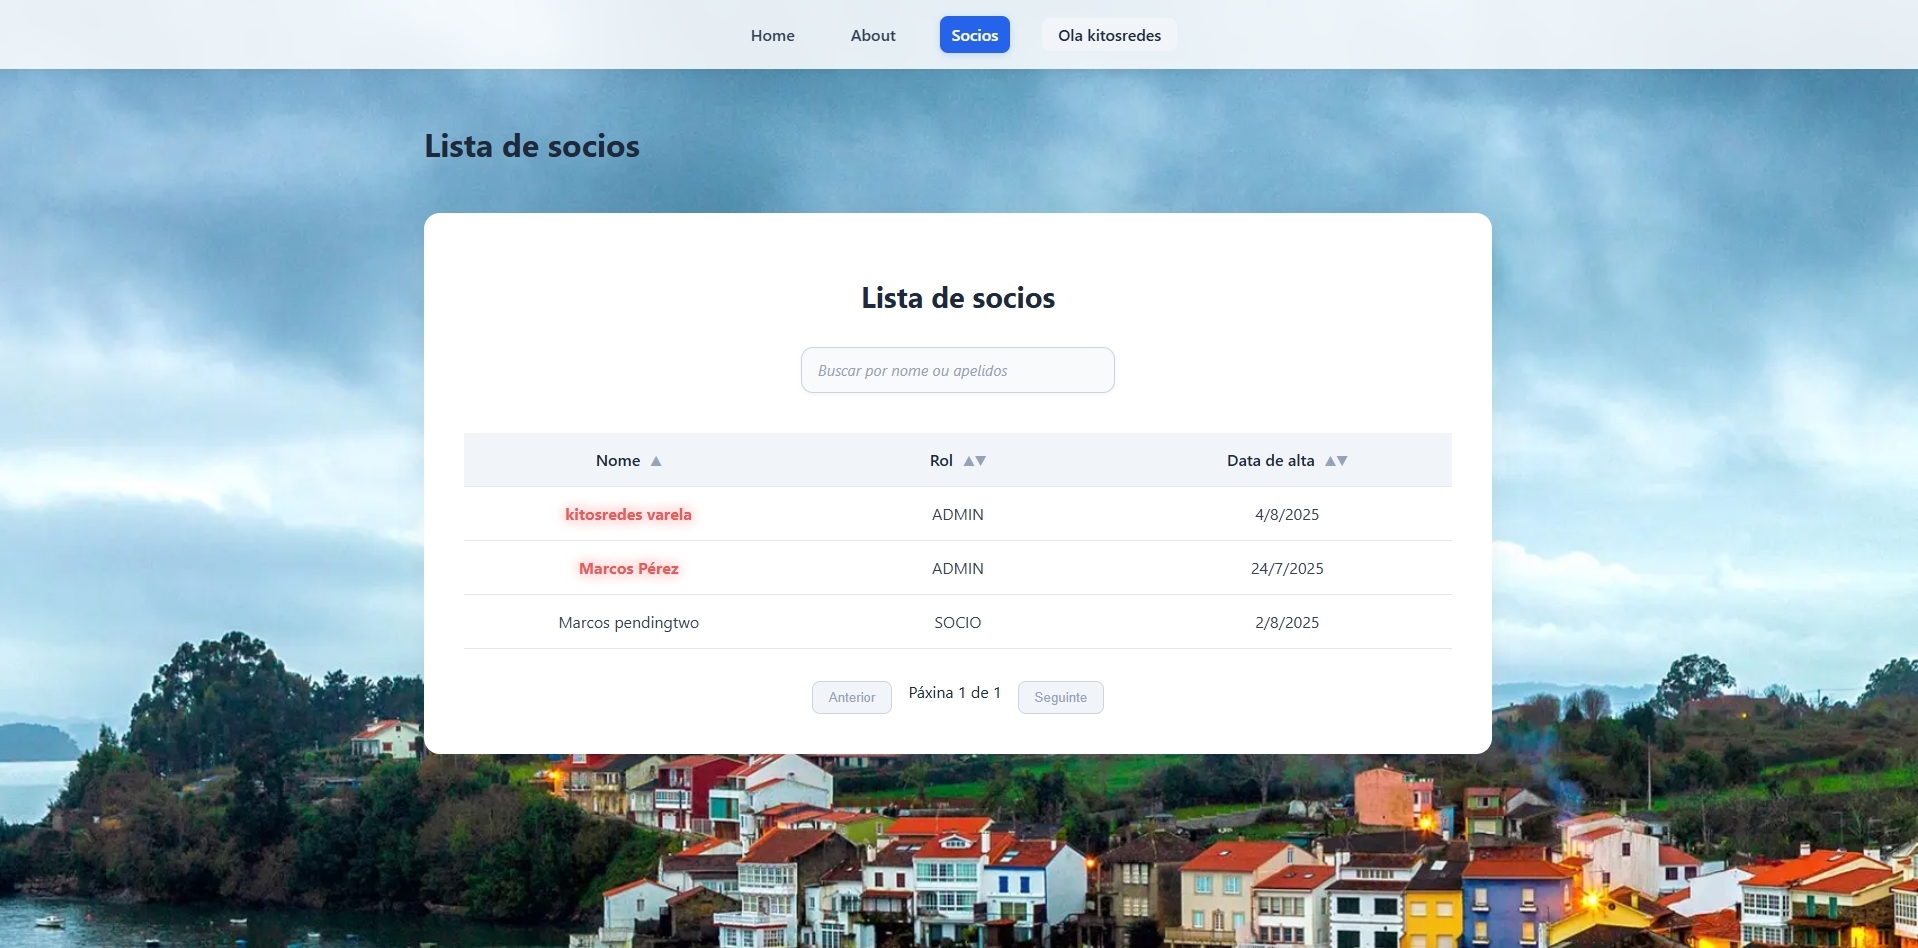 Home About Socios Ola kitosredes
Lista de socios
Lista de socios
Buscar por nome ou apelidos
Nome ▲ Rol ▲▼ Data de alta ▲▼
kitosredes varela ADMIN 4/8/2025
Marcos Pérez ADMIN 24/7/2025
Marcos pendingtwo SOCIO 2/8/2025
Anterior Páxina 1 de 1 Seguinte